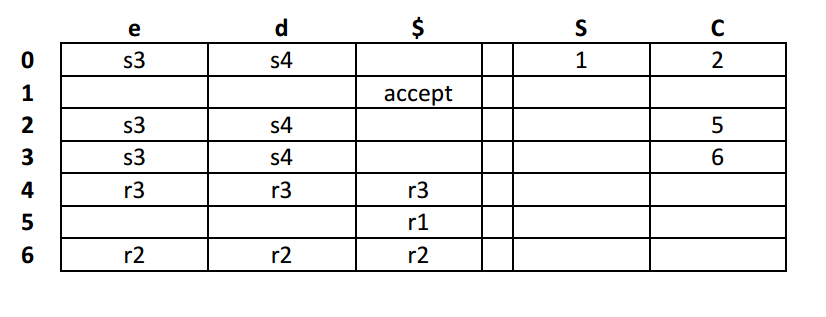 e d $ S C
0 s3 s4 1 2
1 accept
2 s3 s4 5
3 s3 s4 6
4 r3 r3 r3
5 r1
6 r2 r2 r2